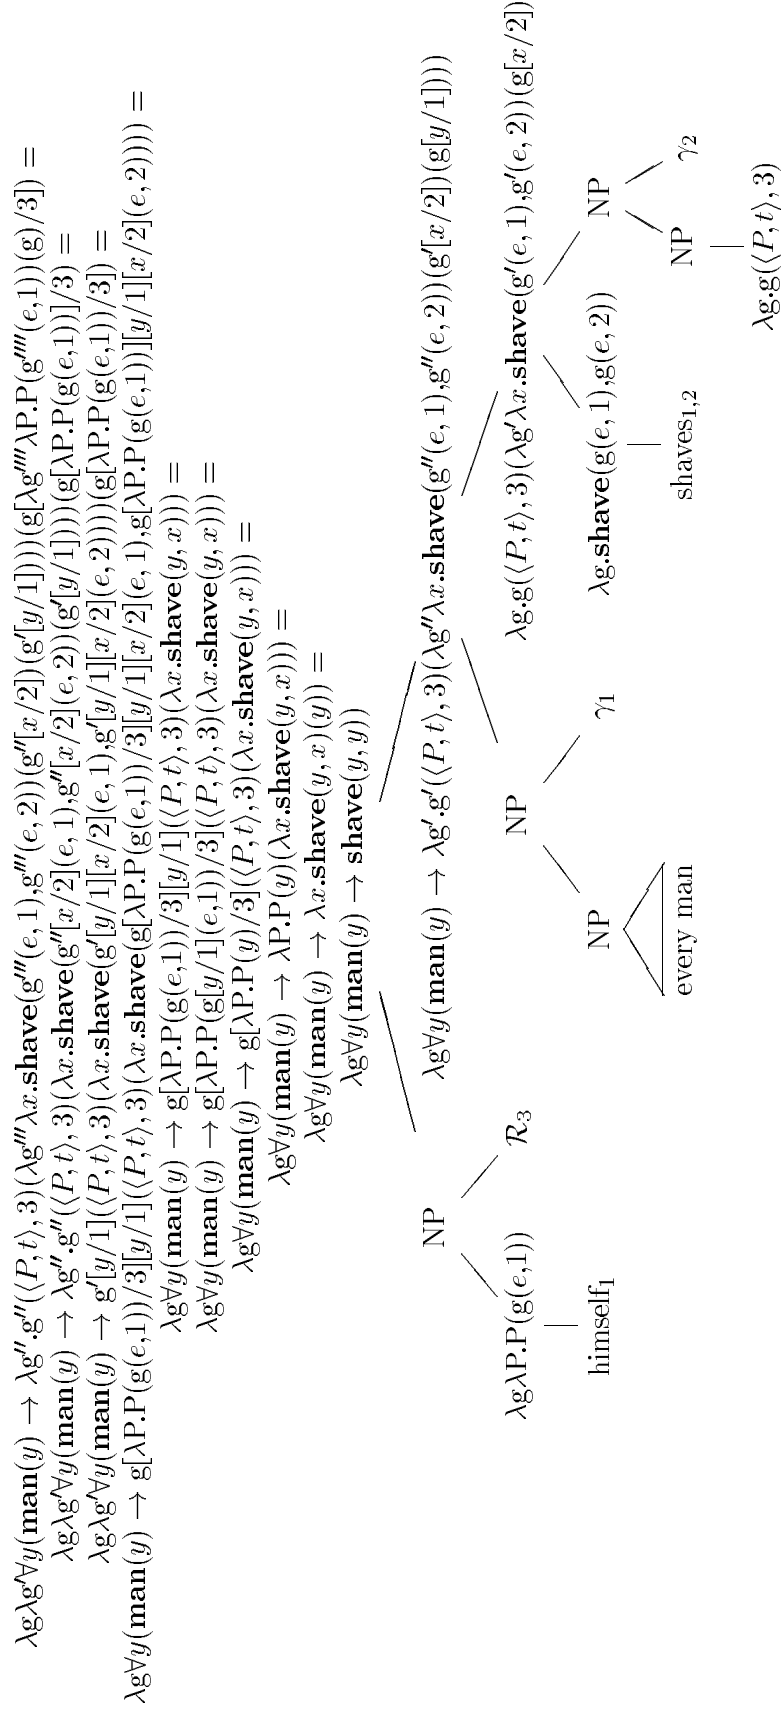 λgλg′∀y(man(y) → λg″.g″(⟨P,t⟩,3)(λg‴λx.shave(g‴(e,1),g‴(e,2))(g″[x/2])(g′[y/1])))(g[λg⁗λP.P(g⁗(e,1))(g)/3]) =
λgλg′∀y(man(y) → λg″.g″(⟨P,t⟩,3)(λx.shave(g″[x/2](e,1),g″[x/2](e,2))(g′[y/1])))(g[λP.P(g(e,1))]/3) =
λgλg′∀y(man(y) → g′[y/1](⟨P,t⟩,3)(λx.shave(g′[y/1][x/2](e,1),g′[y/1][x/2](e,2))))(g[λP.P(g(e,1))/3]) =
λg∀y(man(y) → g[λP.P(g(e,1))/3][y/1](⟨P,t⟩,3)(λx.shave(g[λP.P(g(e,1))/3][y/1][x/2](e,1),g[λP.P(g(e,1))][y/1][x/2](e,2)))) =
λg∀y(man(y) → g[λP.P(g(e,1))/3][y/1](⟨P,t⟩,3)(λx.shave(y,x))) =
λg∀y(man(y) → g[λP.P(g[y/1](e,1))/3](⟨P,t⟩,3)(λx.shave(y,x))) =
λg∀y(man(y) → g[λP.P(y)/3](⟨P,t⟩,3)(λx.shave(y,x))) =
λg∀y(man(y) → λP.P(y)(λx.shave(y,x))) =
λg∀y(man(y) → λx.shave(y,x)(y)) =
λg∀y(man(y) → shave(y,y))
NP
λg∀y(man(y) → λg′.g′(⟨P,t⟩,3)(λg″λx.shave(g″(e,1),g″(e,2))(g′[x/2])(g[y/1])))
λgλP.P(g(e,1))
R₃
NP
λg.g(⟨P,t⟩,3)(λg′λx.shave(g′(e,1),g′(e,2))(g[x/2])
himself₁
NP
γ₁
λg.shave(g(e,1),g(e,2))
NP
every man
shaves₁,₂
NP
γ₂
λg.g(⟨P,t⟩,3)